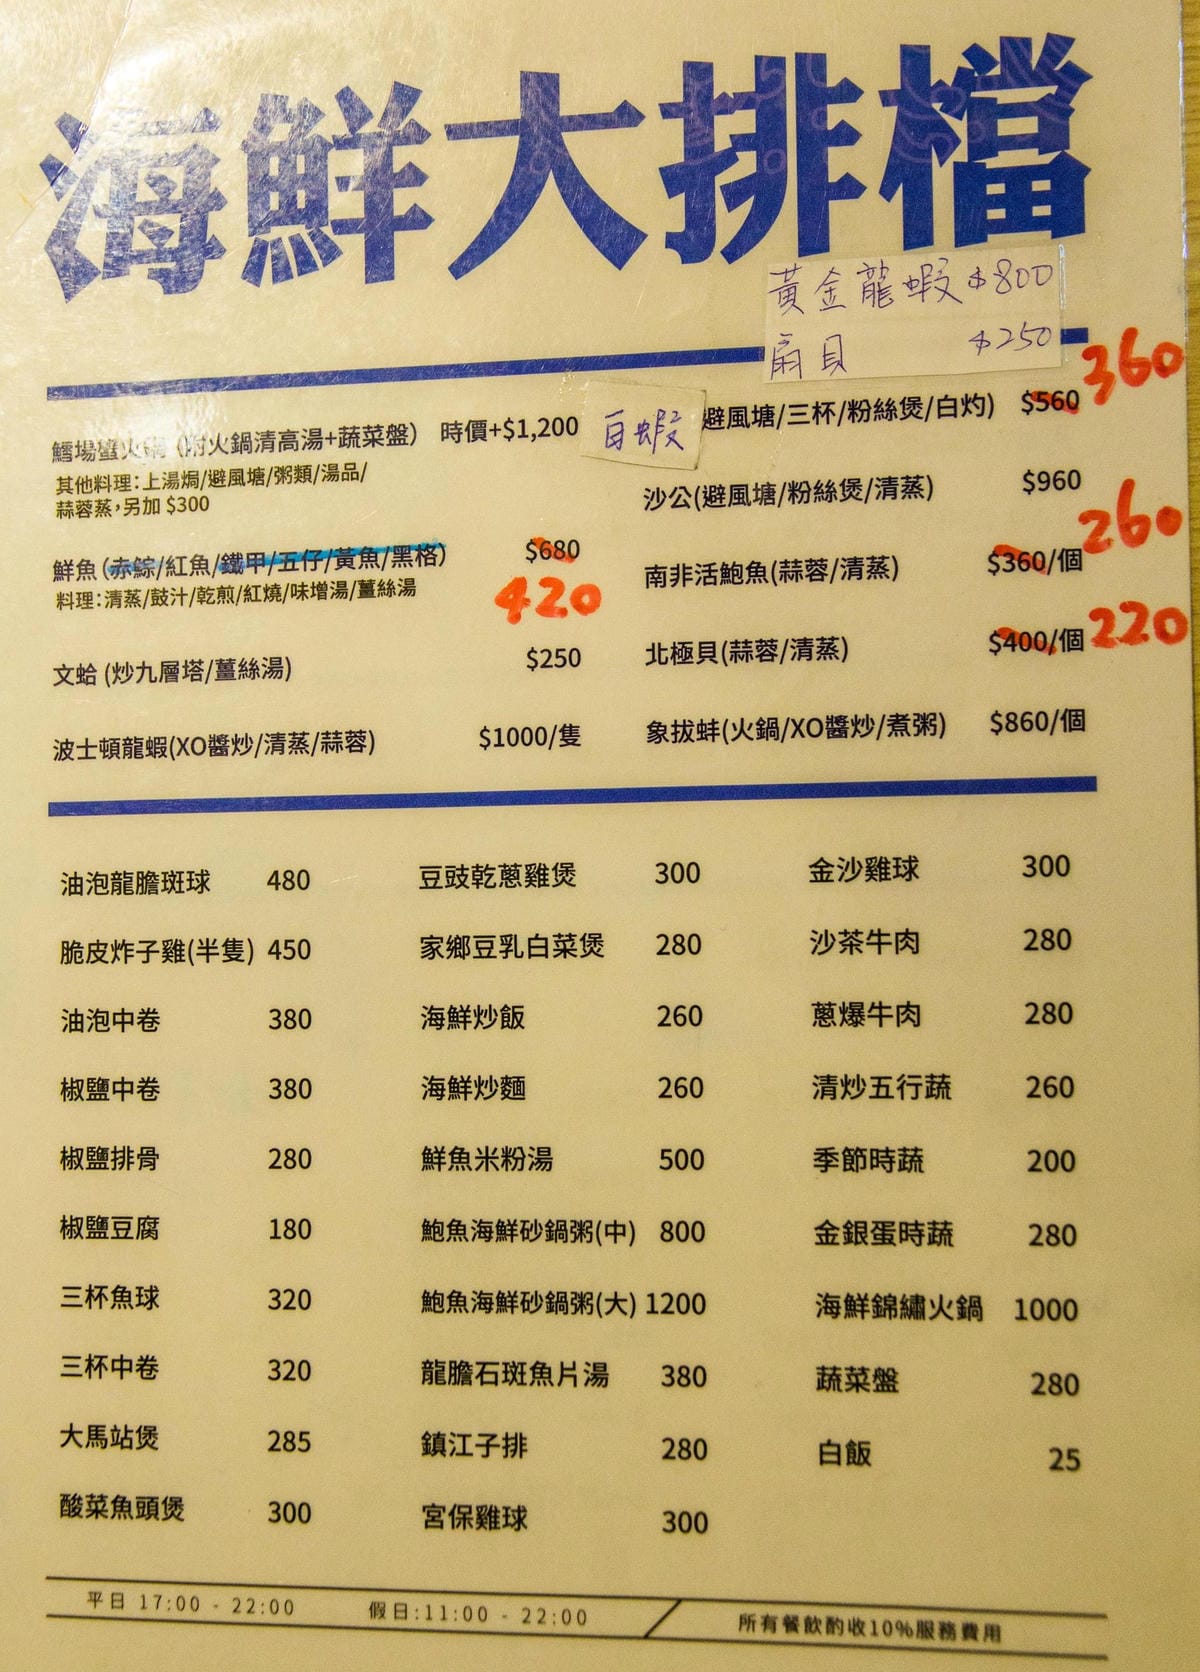 海鮮大排檔
黃金龍蝦 $800
扇貝 $250
鱈場蟹火鍋 (附火鍋清高湯+蔬菜盤) 時價+$1,200
其他料理:上湯焗/避風塘/粥類/湯品/
蒜蓉蒸,另加 $300
鮮魚(赤鯮/紅魚/鐵甲/五仔/黃魚/黑格) $680
420
料理:清蒸/鼓汁/乾煎/紅燒/味增湯/薑絲湯
文蛤 (炒九層塔/薑絲湯) $250
波士頓龍蝦(XO醬炒/清蒸/蒜蓉) $1000/隻
白蝦 避風塘/三杯/粉絲煲/白灼) $560 360
沙公(避風塘/粉絲煲/清蒸) $960
南非活鮑魚(蒜蓉/清蒸) $360/個 260
北極貝(蒜蓉/清蒸) $400/個 220
象拔蚌(火鍋/XO醬炒/煮粥) $860/個
油泡龍膽斑球 480
脆皮炸子雞(半隻) 450
油泡中卷 380
椒鹽中卷 380
椒鹽排骨 280
椒鹽豆腐 180
三杯魚球 320
三杯中卷 320
大馬站煲 285
酸菜魚頭煲 300
豆豉乾蔥雞煲 300
家鄉豆乳白菜煲 280
海鮮炒飯 260
海鮮炒麵 260
鮮魚米粉湯 500
鮑魚海鮮砂鍋粥(中) 800
鮑魚海鮮砂鍋粥(大) 1200
龍膽石斑魚片湯 380
鎮江子排 280
宮保雞球 300
金沙雞球 300
沙茶牛肉 280
蔥爆牛肉 280
清炒五行蔬 260
季節時蔬 200
金銀蛋時蔬 280
海鮮錦繡火鍋 1000
蔬菜盤 280
白飯 25
平日 17:00 - 22:00 假日:11:00 - 22:00 所有餐飲酌收10%服務費用